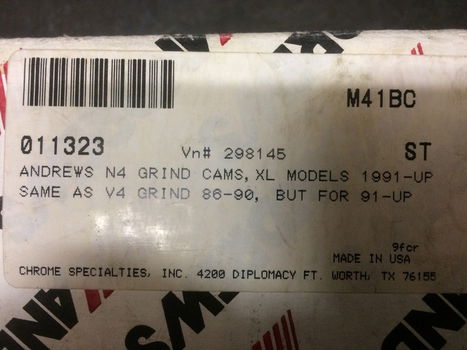 M41BC
011323 Vn# 298145 ST
ANDREWS N4 GRIND CAMS, XL MODELS 1991-UP
SAME AS V4 GRIND 86-90, BUT FOR 91-UP
9for
MADE IN USA
CHROME SPECIALTIES, INC. 4200 DIPLOMACY FT. WORTH, TX 76155